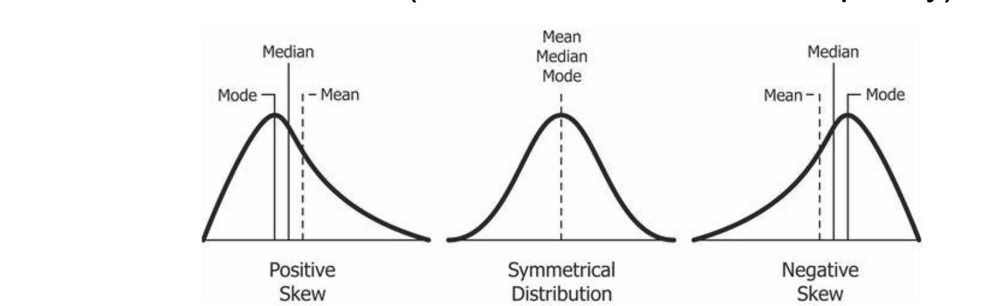 Median
Mode
Mean
Mean
Median
Mode
Median
Mean
Mode
Positive
Skew
Symmetrical
Distribution
Negative
Skew